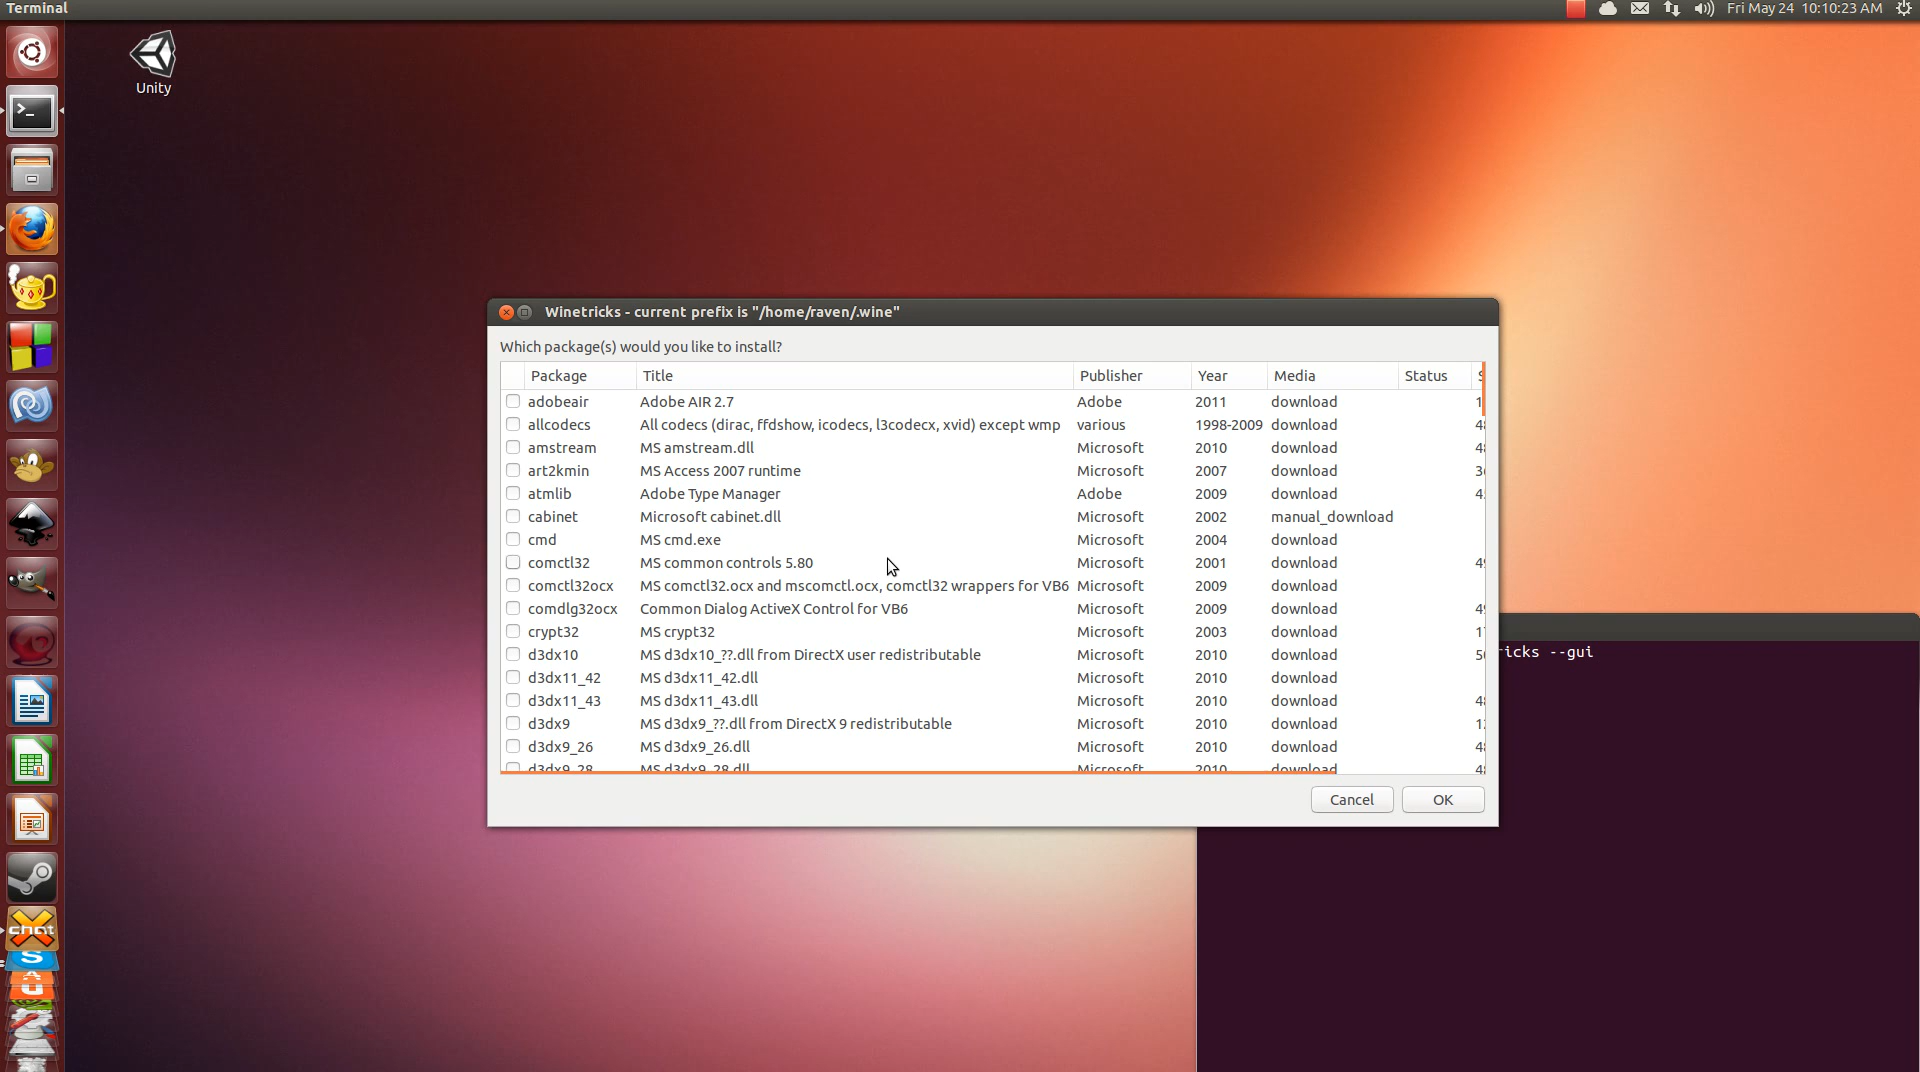 Terminal
Fri May 24 10:10:23 AM
Unity
Winetricks - current prefix is "/home/raven/.wine"
Which package(s) would you like to install?
Package Title Publisher Year Media Status
adobeair Adobe AIR 2.7 Adobe 2011 download
allcodecs All codecs (dirac, ffdshow, icodecs, l3codecx, xvid) except wmp various 1998-2009 download
amstream MS amstream.dll Microsoft 2010 download
art2kmin MS Access 2007 runtime Microsoft 2007 download
atmlib Adobe Type Manager Adobe 2009 download
cabinet Microsoft cabinet.dll Microsoft 2002 manual_download
cmd MS cmd.exe Microsoft 2004 download
comctl32 MS common controls 5.80 Microsoft 2001 download
comctl32ocx MS comctl32.ocx and mscomctl.ocx, comctl32 wrappers for VB6 Microsoft 2009 download
comdlg32ocx Common Dialog ActiveX Control for VB6 Microsoft 2009 download
crypt32 MS crypt32 Microsoft 2003 download
d3dx10 MS d3dx10_??.dll from DirectX user redistributable Microsoft 2010 download
d3dx11_42 MS d3dx11_42.dll Microsoft 2010 download
d3dx11_43 MS d3dx11_43.dll Microsoft 2010 download
d3dx9 MS d3dx9_??.dll from DirectX 9 redistributable Microsoft 2010 download
d3dx9_26 MS d3dx9_26.dll Microsoft 2010 download
d3dx9_28 MS d3dx9_28.dll Microsoft 2010 download
Cancel OK
ricks --gui
chat